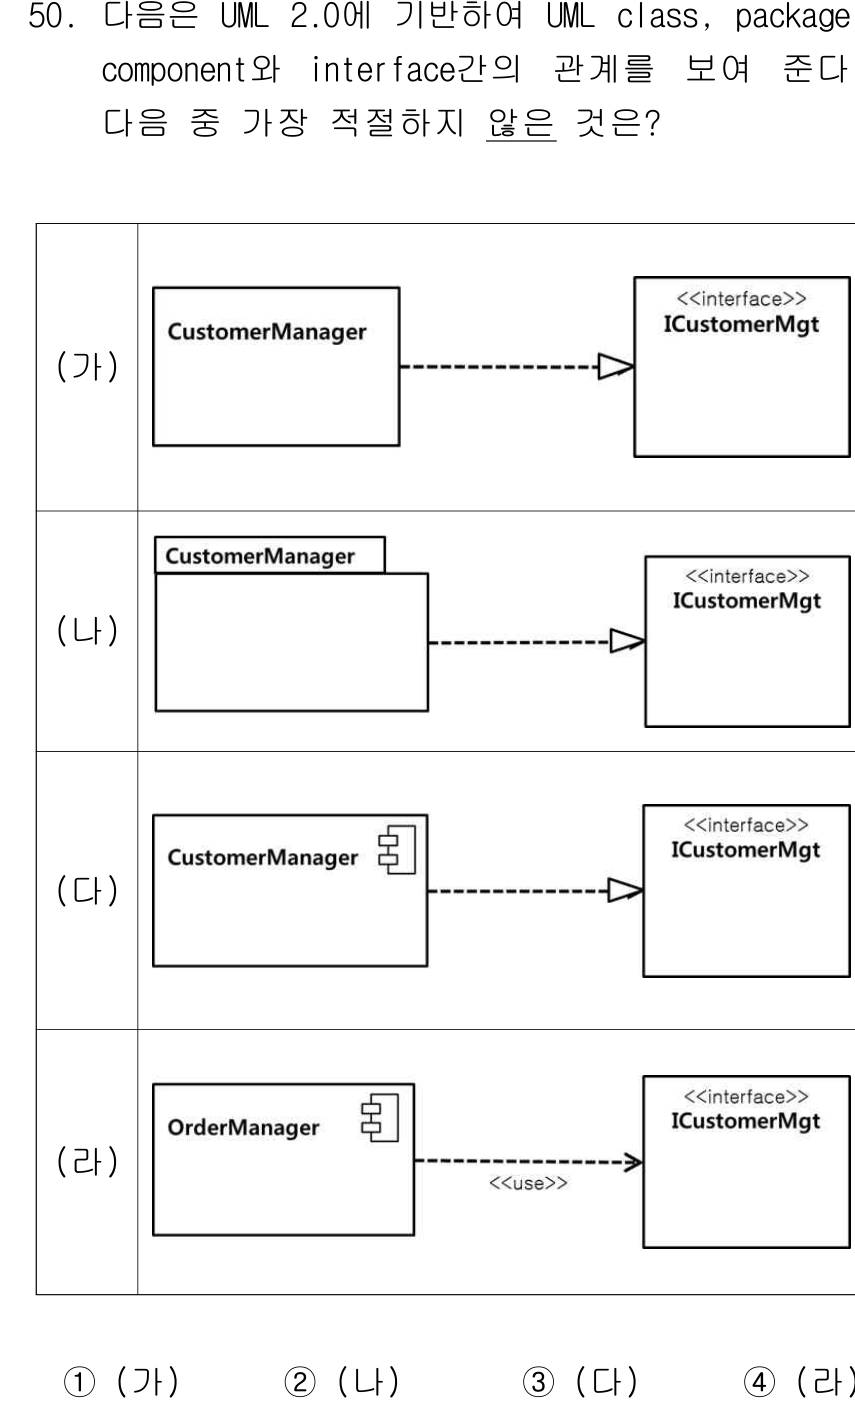 50. 다음은 UML 2.0에 기반하여 UML class, package
component와 interface간의 관계를 보여 준다
다음 중 가장 적절하지 않은 것은?
(가)
CustomerManager
<<interface>>
ICustomerMgt
(나)
CustomerManager
<<interface>>
ICustomerMgt
(다)
CustomerManager
<<interface>>
ICustomerMgt
(라)
OrderManager
<<use>>
<<interface>>
ICustomerMgt
① (가) ② (나) ③ (다) ④ (라)